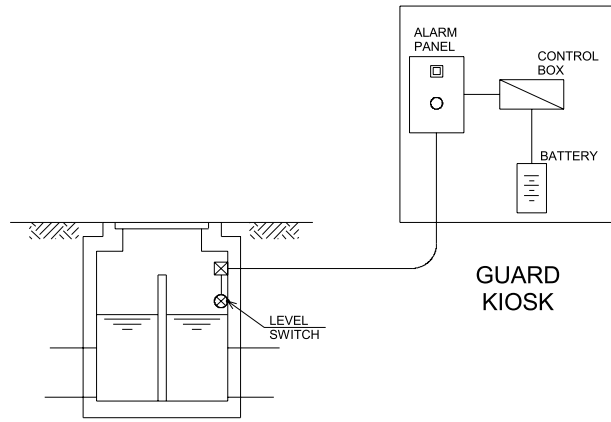 ALARM
PANEL
CONTROL
BOX
BATTERY
GUARD
KIOSK
LEVEL
SWITCH